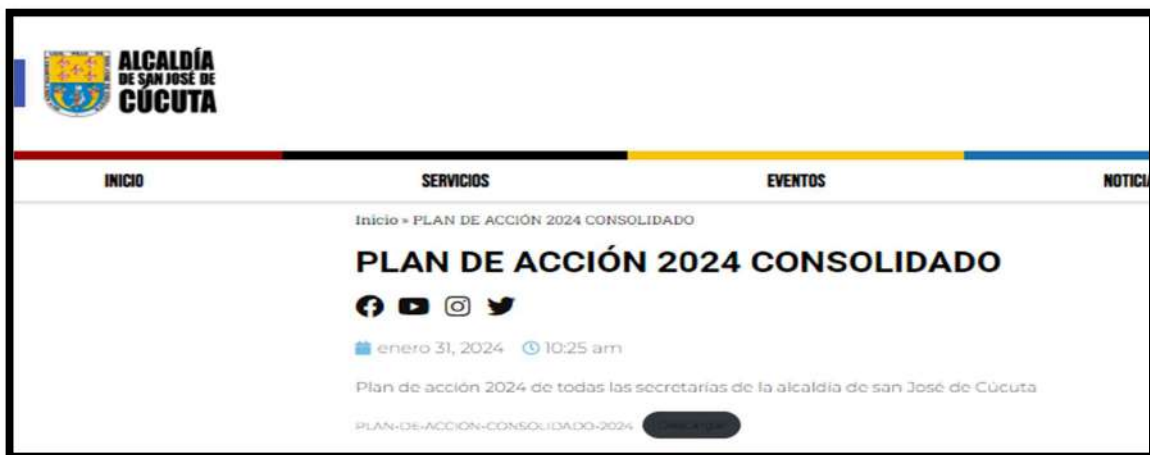 ALCALDÍA
DE SAN JOSÉ DE
CÚCUTA
INICIO SERVICIOS EVENTOS NOTICIA
Inicio » PLAN DE ACCIÓN 2024 CONSOLIDADO
PLAN DE ACCIÓN 2024 CONSOLIDADO
enero 31, 2024 10:25 am
Plan de acción 2024 de todas las secretarías de la alcaldía de san José de Cúcuta
PLAN-DE-ACCION-CONSOLIDADO-2024 Descargar